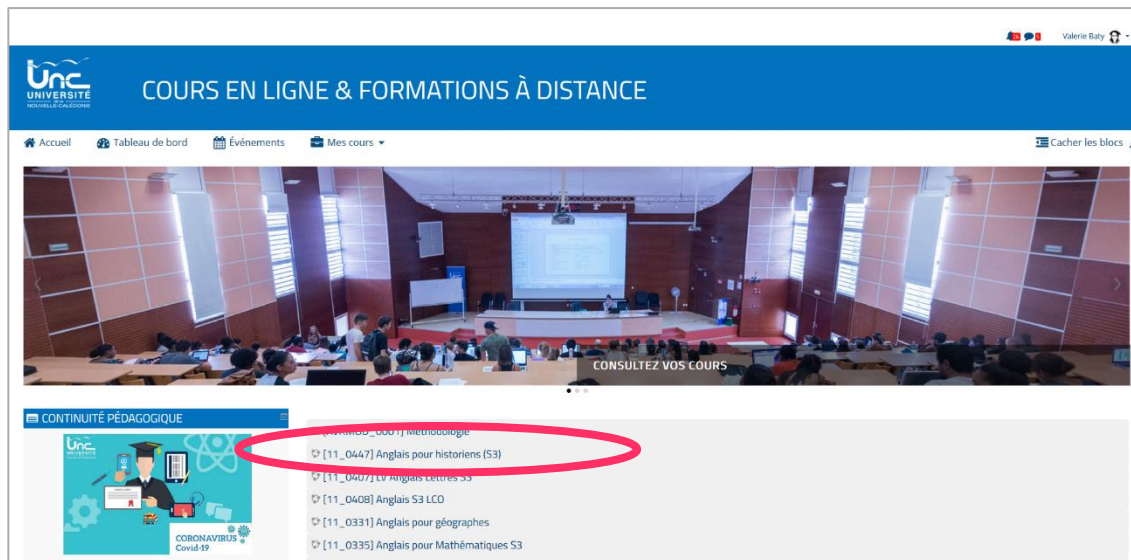 Valerie Baty
Unc
UNIVERSITÉ
NOUVELLE-CALÉDONIE
COURS EN LIGNE & FORMATIONS À DISTANCE
Accueil Tableau de bord Événements Mes cours Cacher les blocs
CONSULTEZ VOS COURS
CONTINUITÉ PÉDAGOGIQUE
Unc
UNIVERSITÉ
CORONAVIRUS
Covid-19
Méthodologie
[11_0447] Anglais pour historiens (S3)
[11_0407] LV Anglais Lettres S3
[11_0408] Anglais S3 LCO
[11_0331] Anglais pour géographes
[11_0335] Anglais pour Mathématiques S3